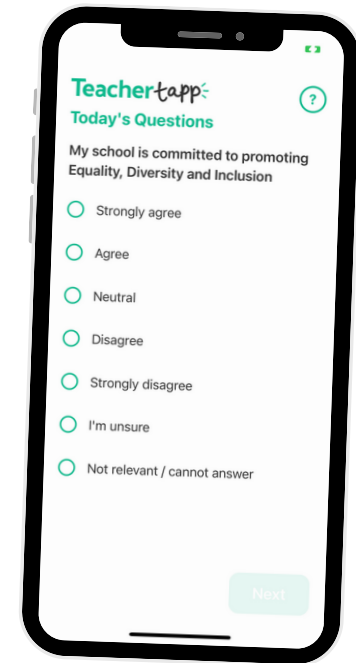 Teachertapp
?
Today's Questions
My school is committed to promoting
Equality, Diversity and Inclusion
Strongly agree
Agree
Neutral
Disagree
Strongly disagree
I'm unsure
Not relevant / cannot answer
Next